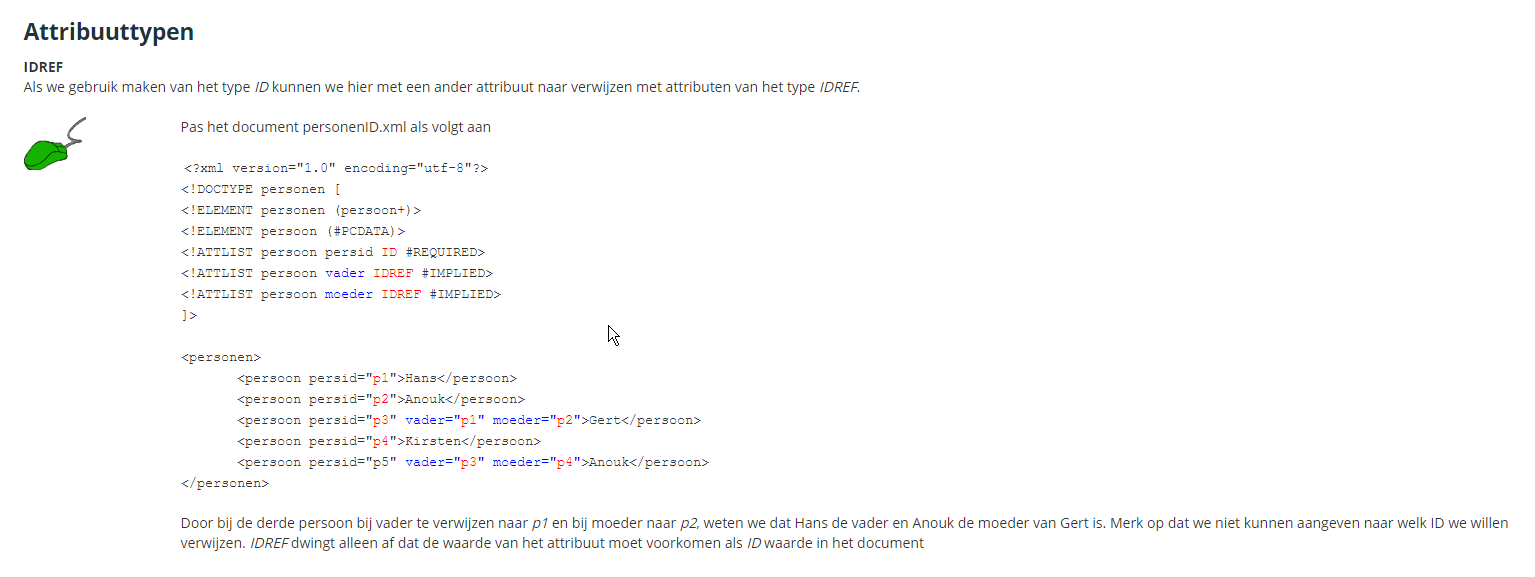 Attribuuttypen
IDREF
Als we gebruik maken van het type ID kunnen we hier met een ander attribuut naar verwijzen met attributen van het type IDREF.
Pas het document personenID.xml als volgt aan
<?xml version="1.0" encoding="utf-8"?>
<!DOCTYPE personen [
<!ELEMENT personen (persoon+)>
<!ELEMENT persoon (#PCDATA)>
<!ATTLIST persoon persid ID #REQUIRED>
<!ATTLIST persoon vader IDREF #IMPLIED>
<!ATTLIST persoon moeder IDREF #IMPLIED>
]>
<personen>
<persoon persid="p1">Hans</persoon>
<persoon persid="p2">Anouk</persoon>
<persoon persid="p3" vader="p1" moeder="p2">Gert</persoon>
<persoon persid="p4">Kirsten</persoon>
<persoon persid="p5" vader="p3" moeder="p4">Anouk</persoon>
</personen>
Door bij de derde persoon bij vader te verwijzen naar p1 en bij moeder naar p2, weten we dat Hans de vader en Anouk de moeder van Gert is. Merk op dat we niet kunnen aangeven naar welk ID we willen
verwijzen. IDREF dwingt alleen af dat de waarde van het attribuut moet voorkomen als ID waarde in het document